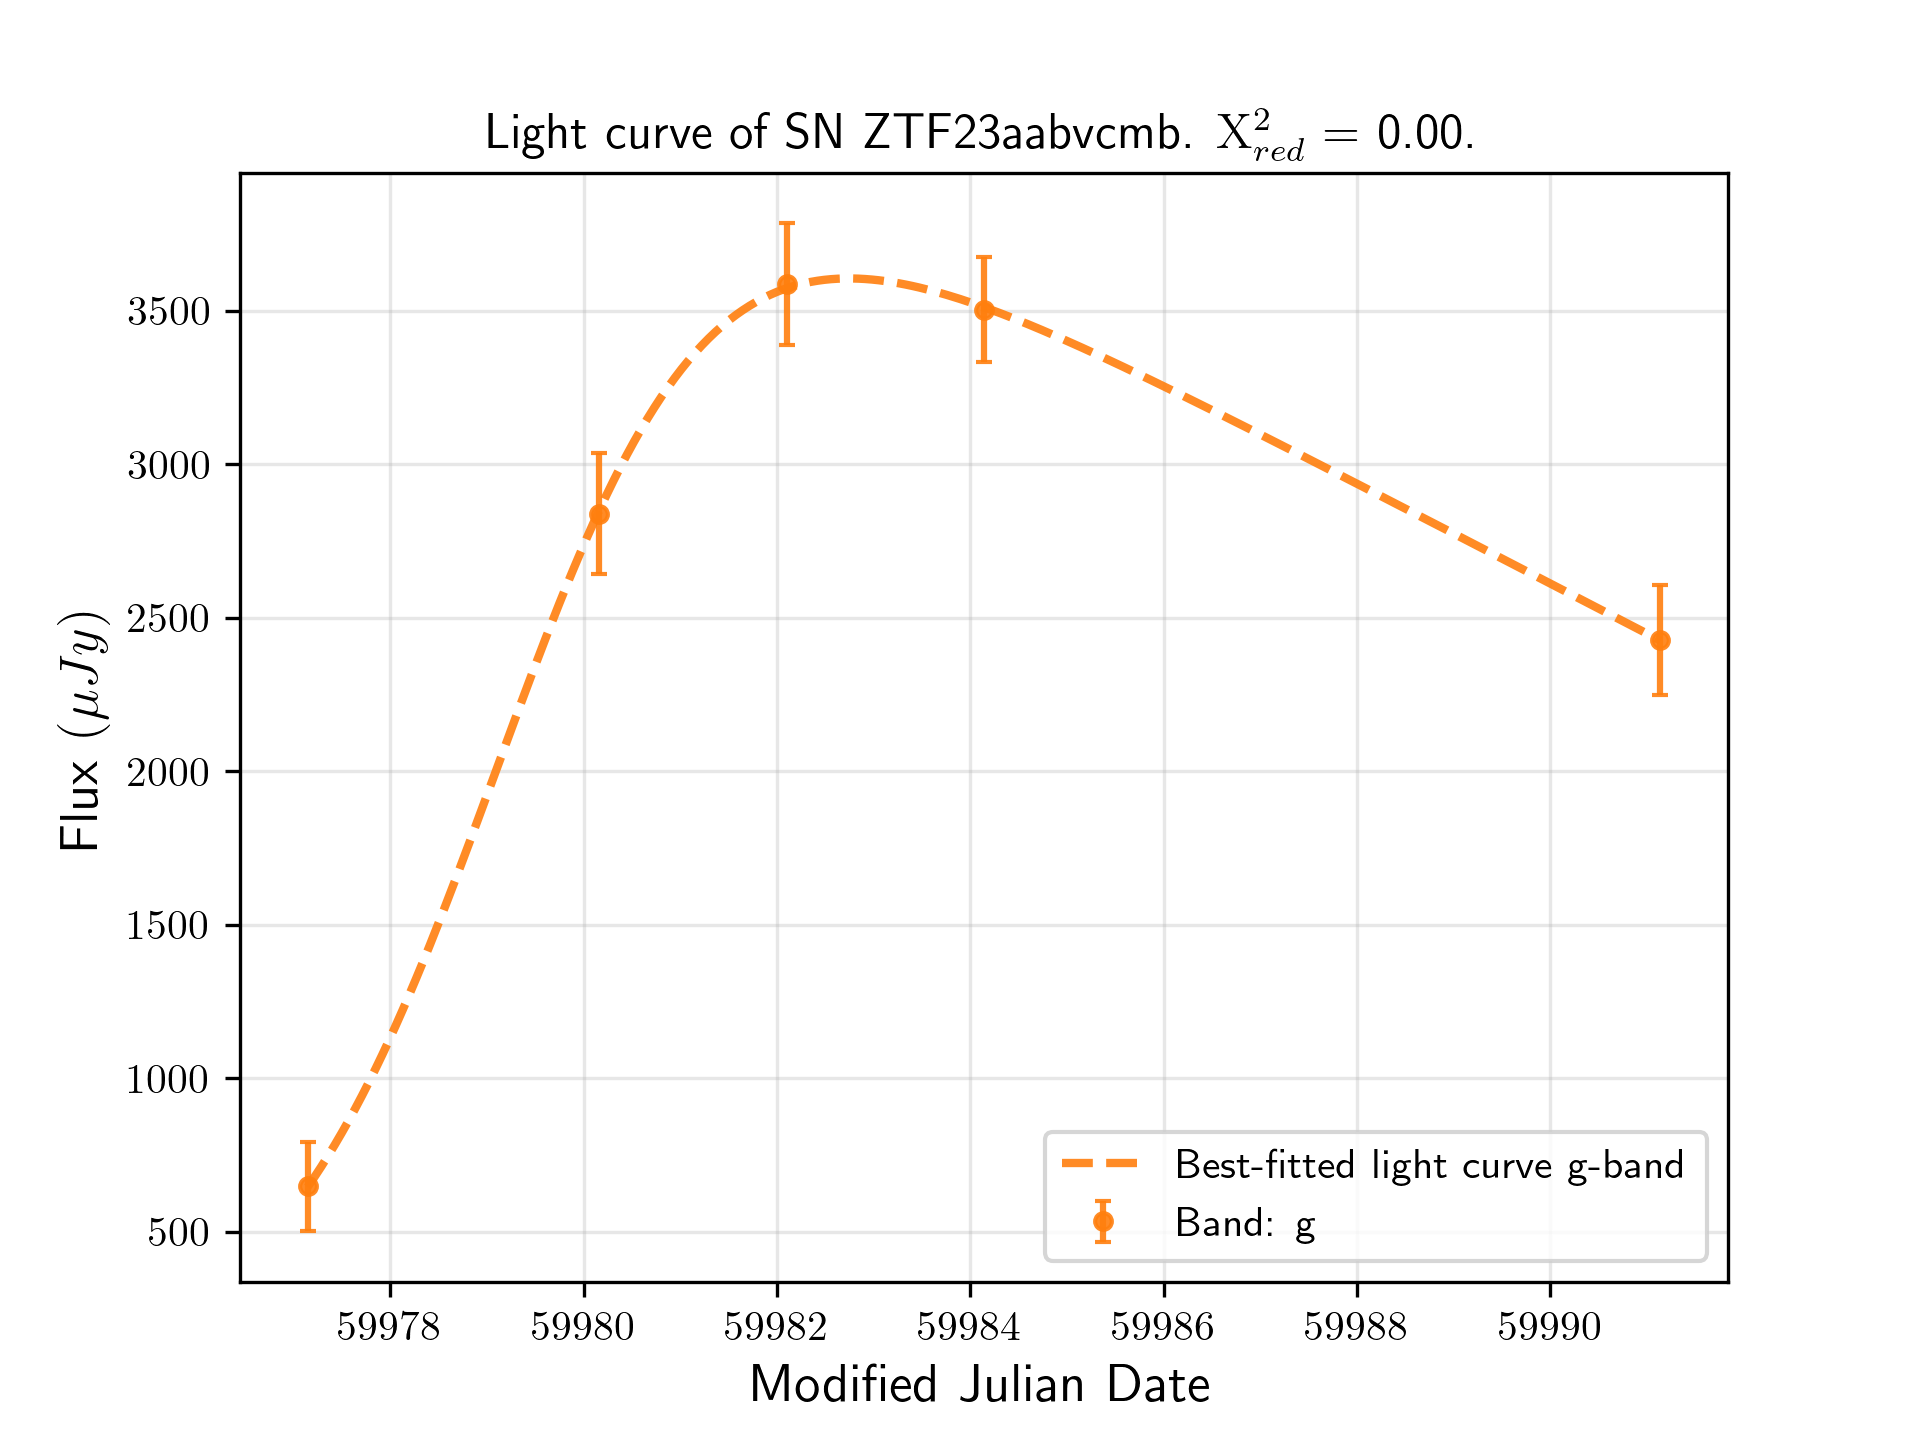 Light curve of SN ZTF23aabvcmb. X²red = 0.00.
Flux (μJy)
3500
3000
2500
2000
1500
1000
500
Best-fitted light curve g-band
Band: g
59978 59980 59982 59984 59986 59988 59990
Modified Julian Date